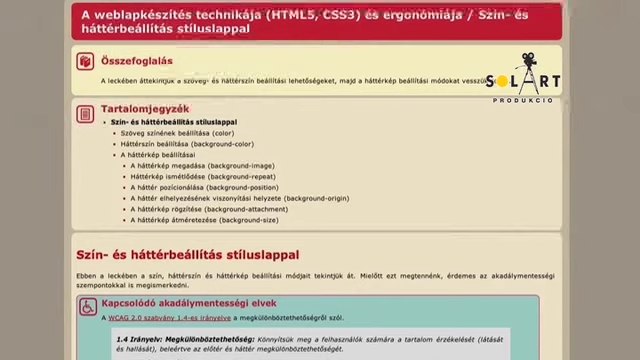 A weblapkészítés technikája (HTML5, CSS3) és ergonómiája / Szín- és
háttérbeállítás stíluslappal
Összefoglalás
A leckében áttekintjük a szöveg- és háttérszín beállítási lehetőségeket, majd a háttérkép beállítási módokat
SOLART
PRODUKCIO
Tartalomjegyzék
Szín- és háttérbeállítás stíluslappal
Szöveg színének beállítása (color)
Háttérszín beállítása (background-color)
A háttérkép beállításai
A háttérkép megadása (background-image)
Háttérkép ismétlődése (background-repeat)
A háttér pozícionálása (background-position)
A háttér elhelyezésének viszonyítási helyzete (background-origin)
A háttérkép rögzítése (background-attachment)
A háttérkép átméretezése (background-size)
Szín- és háttérbeállítás stíluslappal
Ebben a leckében a szín, háttérszín és háttérkép beállítási módjait tekintjük át. Mielőtt ezt megtennénk, érdemes az akadálymentességi
szempontokkal is megismerkedni.
Kapcsolódó akadálymentességi elvek
A WCAG 2.0 szabvány 1.4-es irányelve a megkülönböztethetőségről szól.
1.4 Irányelv: Megkülönböztethetőség: Könnyítsük meg a felhasználók számára a tartalom érzékelését (látását
és hallását), beleértve az előtér és háttér megkülönböztethetőségét.